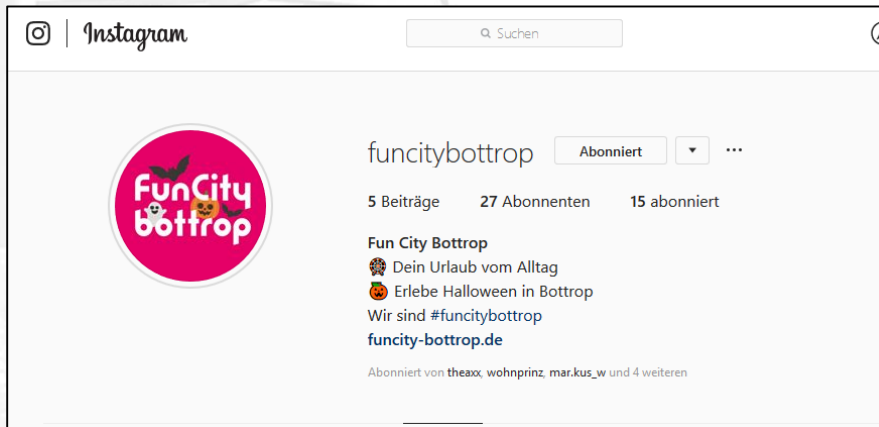 Instagram
Suchen
FunCity
bottrop
funcitybottrop Abonniert
5 Beiträge 27 Abonnenten 15 abonniert
Fun City Bottrop
Dein Urlaub vom Alltag
Erlebe Halloween in Bottrop
Wir sind #funcitybottrop
funcity-bottrop.de
Abonniert von theaxx, wohnprinz, mar.kus_w und 4 weiteren